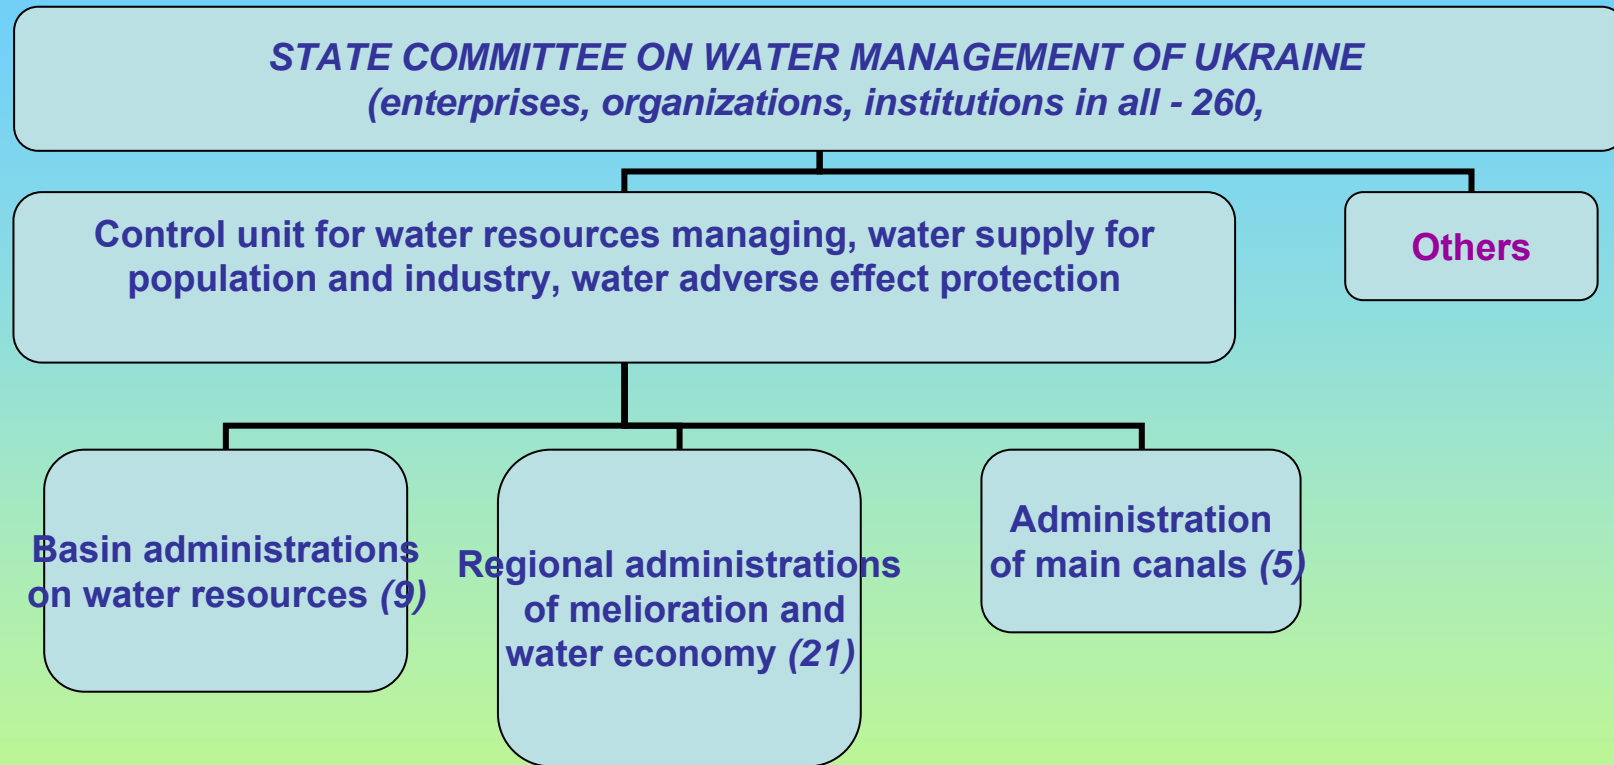 STATE COMMITTEE ON WATER MANAGEMENT OF UKRAINE
(enterprises, organizations, institutions in all - 260,
Control unit for water resources managing, water supply for
population and industry, water adverse effect protection
Others
Basin administrations
on water resources (9)
Regional administrations
of melioration and
water economy (21)
Administration
of main canals (5)